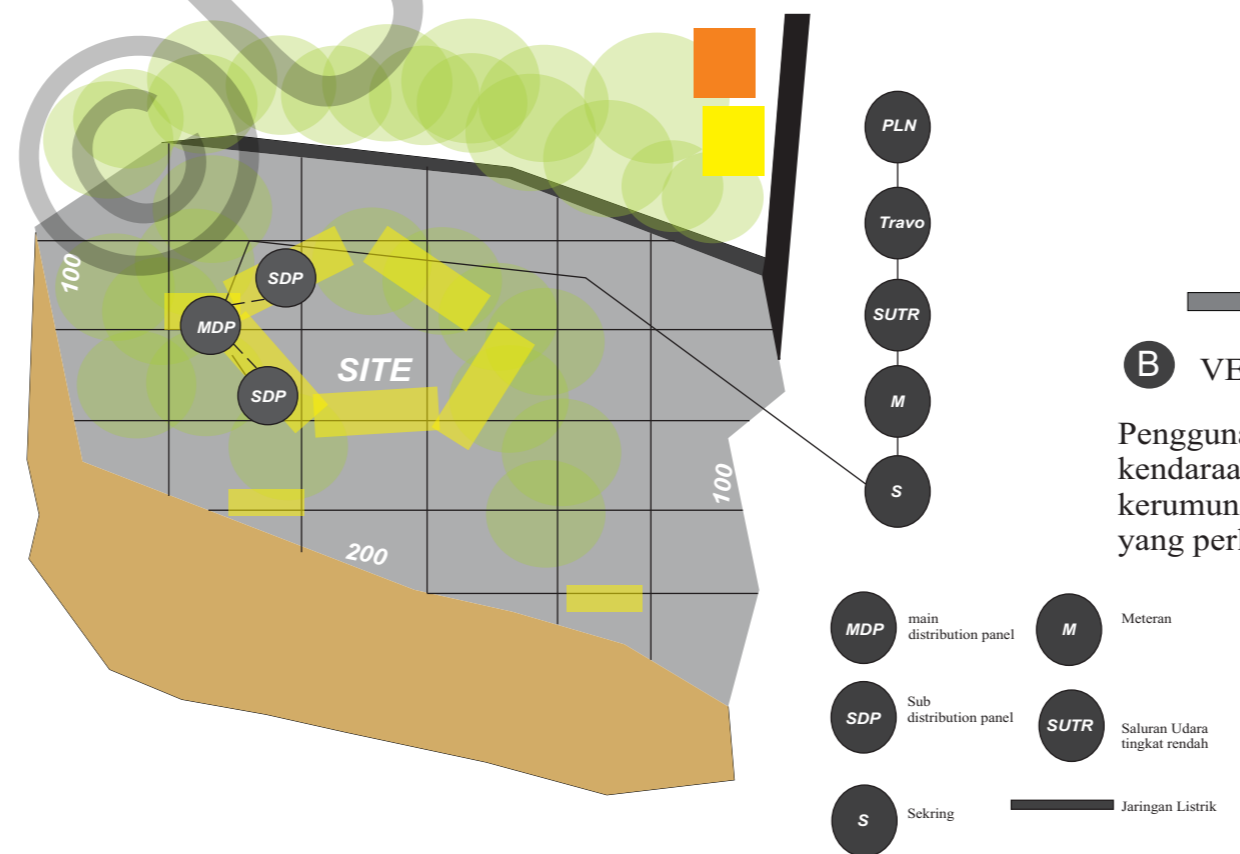 PLN
Travo
SUTR
M
S
100
SDP
MDP
SDP
SITE
100
200
B VE
Pengguna
kendaraa
kerumun
yang perl
MDP
main
distribution panel
M
Meteran
SDP
Sub
distribution panel
SUTR
Saluran Udara
tingkat rendah
S
Sekring
Jaringan Listrik